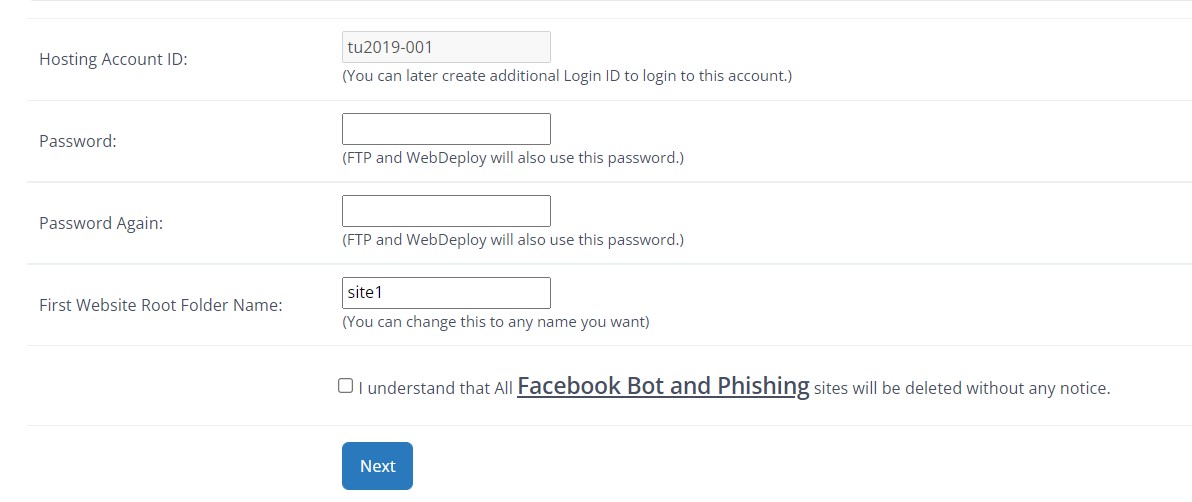 Hosting Account ID:
tu2019-001
(You can later create additional Login ID to login to this account.)
Password:
(FTP and WebDeploy will also use this password.)
Password Again:
(FTP and WebDeploy will also use this password.)
First Website Root Folder Name:
site1
(You can change this to any name you want)
I understand that All Facebook Bot and Phishing sites will be deleted without any notice.
Next